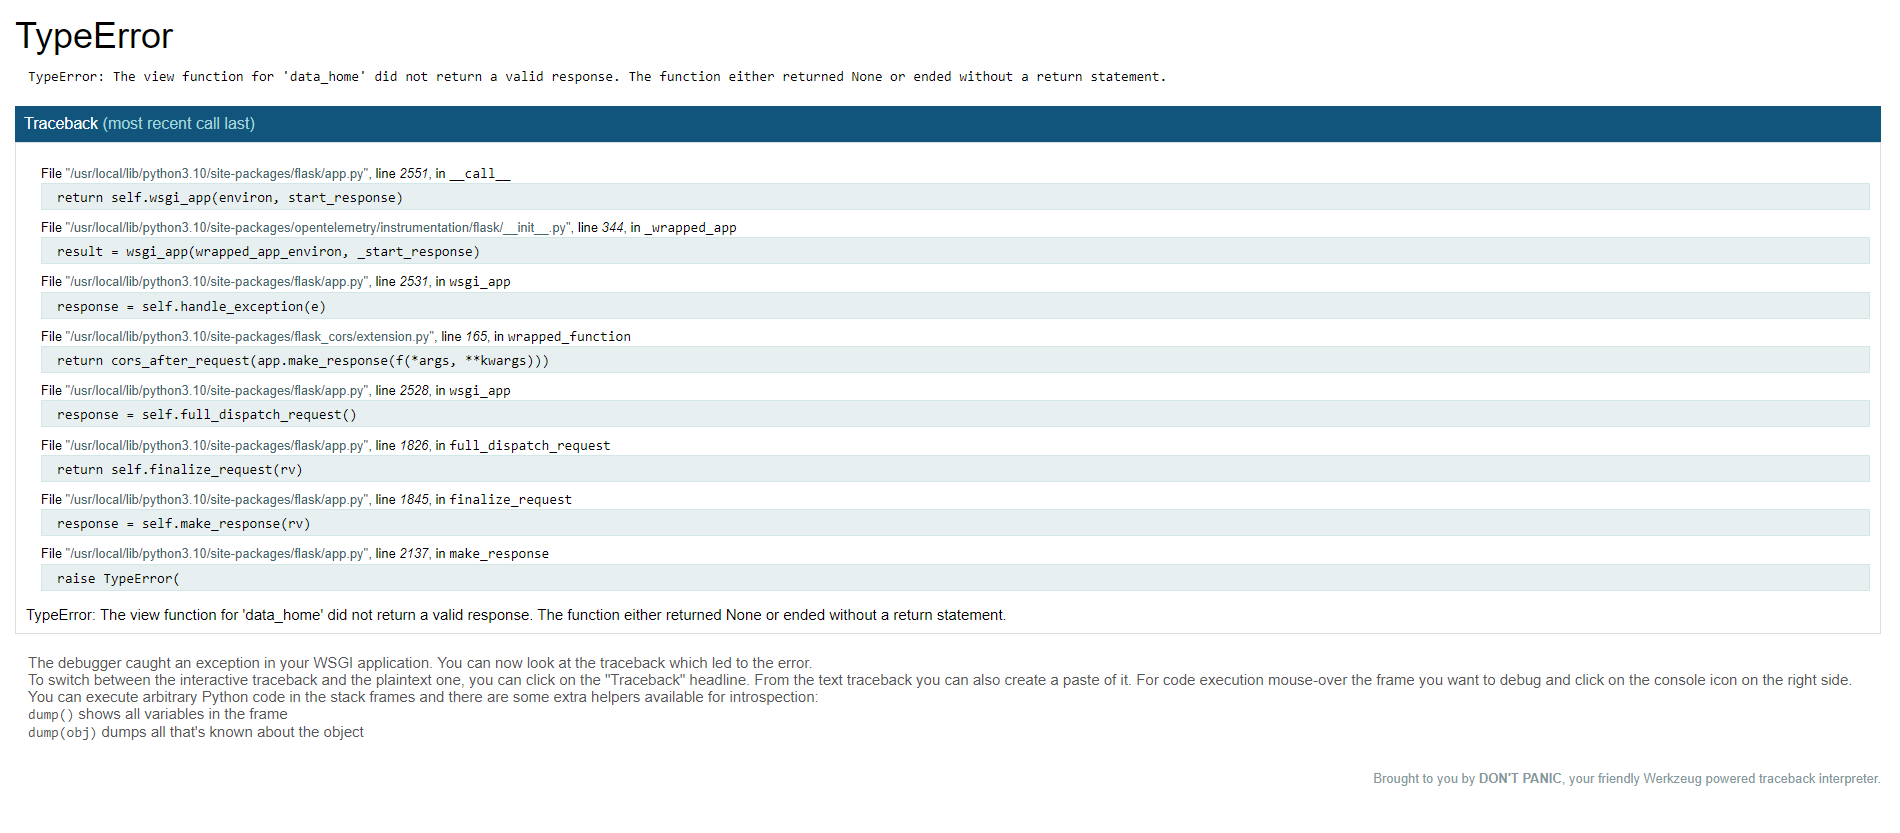 TypeError
TypeError: The view function for 'data_home' did not return a valid response. The function either returned None or ended without a return statement.
Traceback (most recent call last)
File "/usr/local/lib/python3.10/site-packages/flask/app.py", line 2551, in __call__
return self.wsgi_app(environ, start_response)
File "/usr/local/lib/python3.10/site-packages/opentelemetry/instrumentation/flask/__init__.py", line 344, in _wrapped_app
result = wsgi_app(wrapped_app_environ, _start_response)
File "/usr/local/lib/python3.10/site-packages/flask/app.py", line 2531, in wsgi_app
response = self.handle_exception(e)
File "/usr/local/lib/python3.10/site-packages/flask_cors/extension.py", line 165, in wrapped_function
return cors_after_request(app.make_response(f(*args, **kwargs)))
File "/usr/local/lib/python3.10/site-packages/flask/app.py", line 2528, in wsgi_app
response = self.full_dispatch_request()
File "/usr/local/lib/python3.10/site-packages/flask/app.py", line 1826, in full_dispatch_request
return self.finalize_request(rv)
File "/usr/local/lib/python3.10/site-packages/flask/app.py", line 1845, in finalize_request
response = self.make_response(rv)
File "/usr/local/lib/python3.10/site-packages/flask/app.py", line 2137, in make_response
raise TypeError(
TypeError: The view function for 'data_home' did not return a valid response. The function either returned None or ended without a return statement.
The debugger caught an exception in your WSGI application. You can now look at the traceback which led to the error.
To switch between the interactive traceback and the plaintext one, you can click on the "Traceback" headline. From the text traceback you can also create a paste of it. For code execution mouse-over the frame you want to debug and click on the console icon on the right side.
You can execute arbitrary Python code in the stack frames and there are some extra helpers available for introspection:
dump() shows all variables in the frame
dump(obj) dumps all that's known about the object
Brought to you by DON'T PANIC, your friendly Werkzeug powered traceback interpreter.